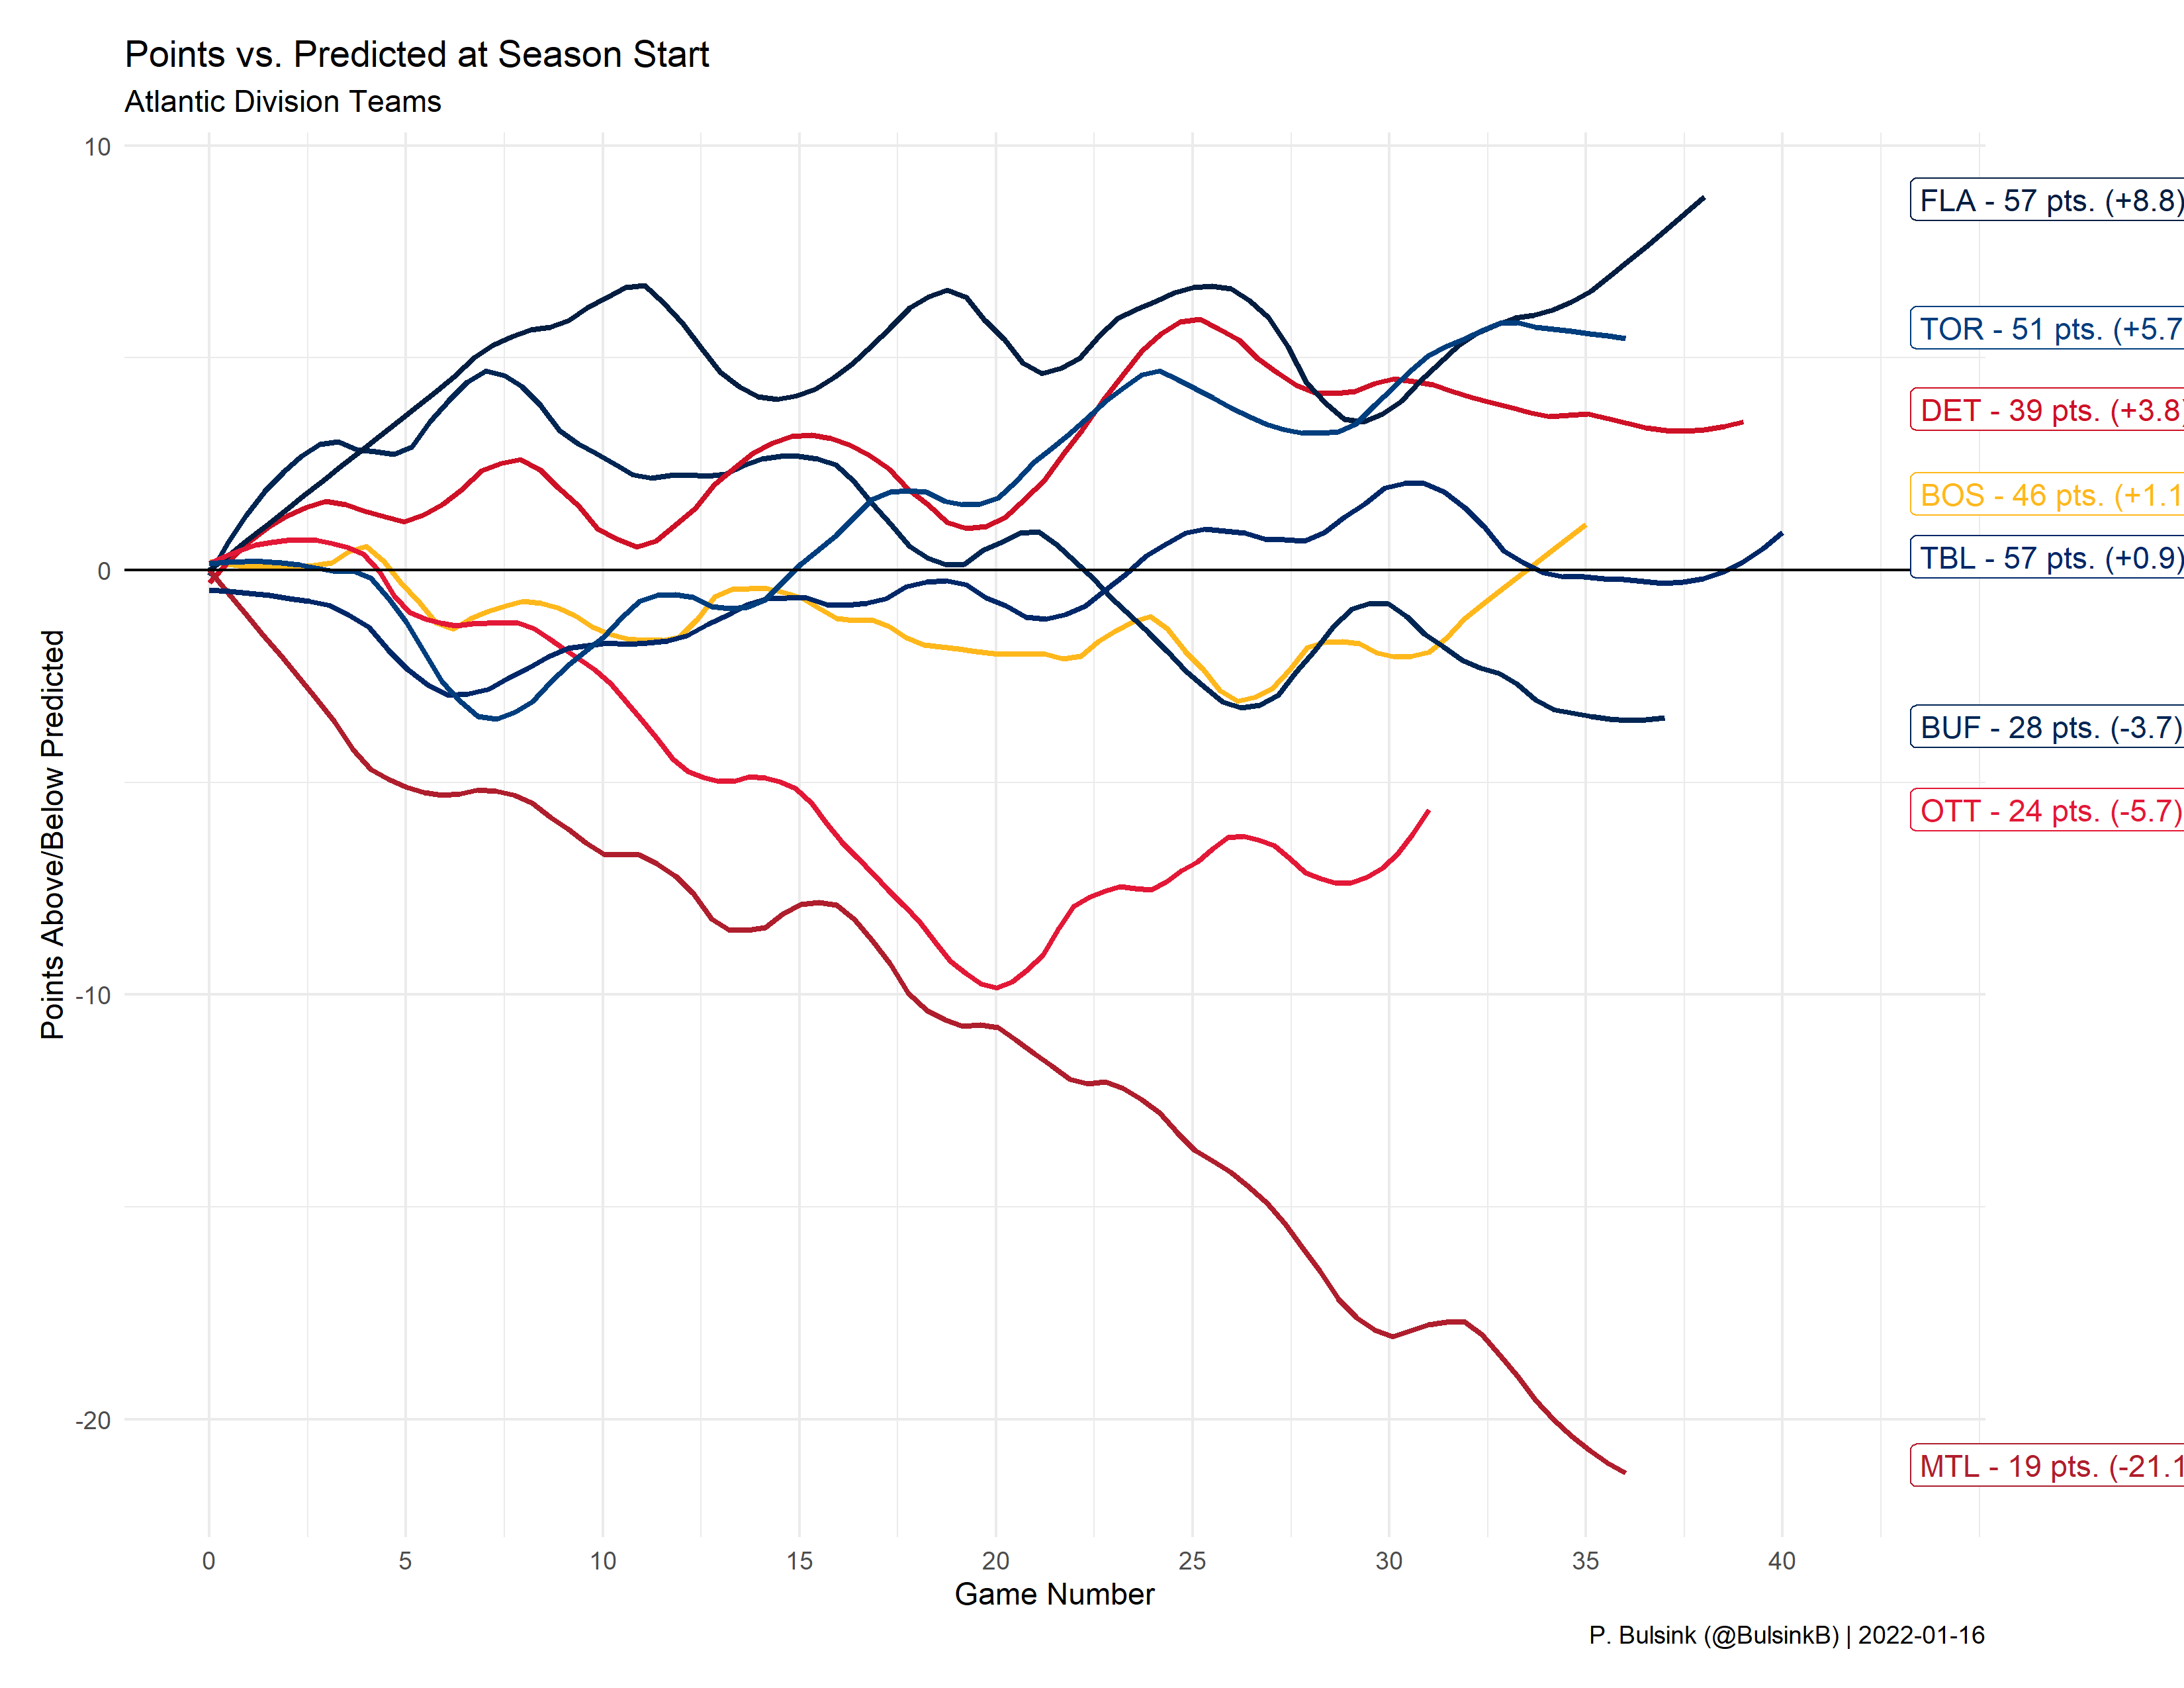 Points vs. Predicted at Season Start
Atlantic Division Teams
Points Above/Below Predicted
10
0
-10
-20
FLA - 57 pts. (+8.8)
TOR - 51 pts. (+5.7
DET - 39 pts. (+3.8)
BOS - 46 pts. (+1.1
TBL - 57 pts. (+0.9)
BUF - 28 pts. (-3.7)
OTT - 24 pts. (-5.7)
MTL - 19 pts. (-21.1
0 5 10 15 20 25 30 35 40
Game Number
P. Bulsink (@BulsinkB) | 2022-01-16